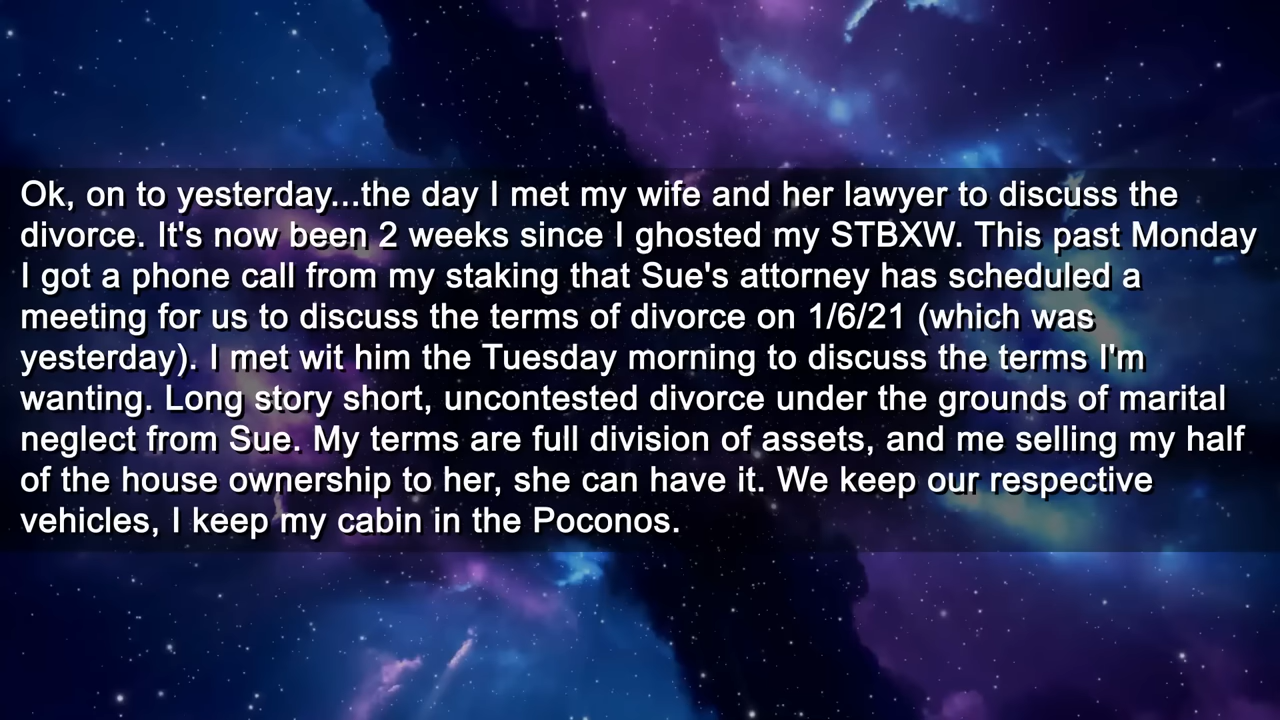 Ok, on to yesterday...the day I met my wife and her lawyer to discuss the
divorce. It's now been 2 weeks since I ghosted my STBXW. This past Monday
I got a phone call from my staking that Sue's attorney has scheduled a
meeting for us to discuss the terms of divorce on 1/6/21 (which was
yesterday). I met wit him the Tuesday morning to discuss the terms I'm
wanting. Long story short, uncontested divorce under the grounds of marital
neglect from Sue. My terms are full division of assets, and me selling my half
of the house ownership to her, she can have it. We keep our respective
vehicles, I keep my cabin in the Poconos.